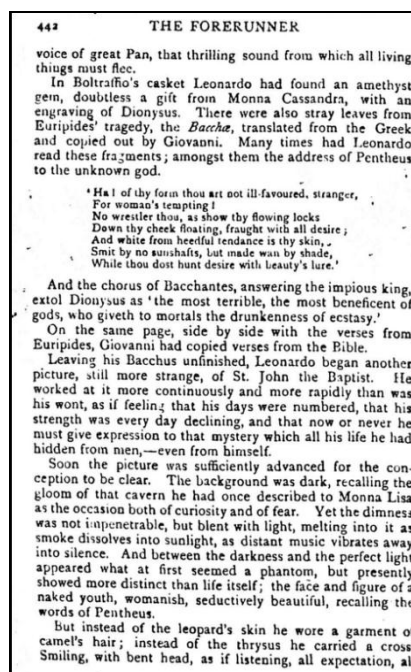 442 THE FORERUNNER
voice of great Pan, that thrilling sound from which all living
things must flee.
In Boltraffio's casket Leonardo had found an amethyst
gem, doubtless a gift from Monna Cassandra, with an
engraving of Dionysus. There were also stray leaves from
Euripides' tragedy, the Bacchæ, translated from the Greek
and copied out by Giovanni. Many times had Leonardo
read these fragments; amongst them the address of Pentheus
to the unknown god.
'Ha! of thy form thou art not ill-favoured, stranger,
For woman's tempting!
No wrestler thou, as show thy flowing locks
Down thy cheek floating, fraught with all desire;
And white from heedful tendance is thy skin,
Smit by no sunshafts, but made wan by shade,
While thou dost hunt desire with beauty's lure.'
And the chorus of Bacchantes, answering the impious king,
extol Dionysus as 'the most terrible, the most beneficent of
gods, who giveth to mortals the drunkenness of ecstasy.'
On the same page, side by side with the verses from
Euripides, Giovanni had copied verses from the Bible.
Leaving his Bacchus unfinished, Leonardo began another
picture, still more strange, of St. John the Baptist. He
worked at it more continuously and more rapidly than was
his wont, as if feeling that his days were numbered, that his
strength was every day declining, and that now or never he
must give expression to that mystery which all his life he had
hidden from men,—even from himself.
Soon the picture was sufficiently advanced for the con-
ception to be clear. The background was dark, recalling the
gloom of that cavern he had once described to Monna Lisa
as the occasion both of curiosity and of fear. Yet the dimness
was not impenetrable, but blent with light, melting into it as
smoke dissolves into sunlight, as distant music vibrates away
into silence. And between the darkness and the perfect light
appeared what at first seemed a phantom, but presently
showed more distinct than life itself; the face and figure of a
naked youth, womanish, seductively beautiful, recalling the
words of Pentheus.
But instead of the leopard's skin he wore a garment of
camel's hair; instead of the thrysus he carried a cross.
Smiling, with bent head, as if listening, all expectation, a